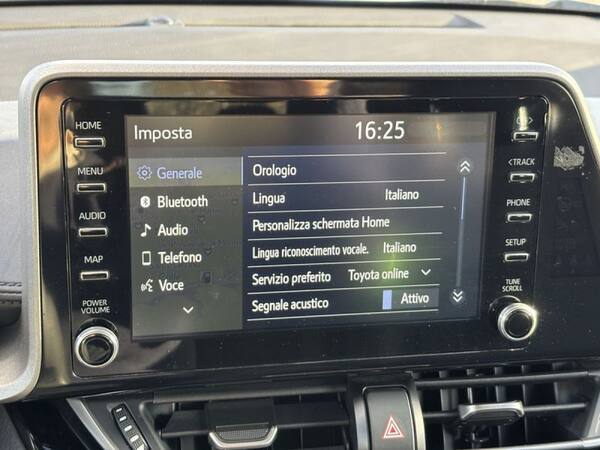 HOME
MENU
AUDIO
MAP
POWER
VOLUME
Imposta
16:25
Generale
Bluetooth
Audio
Telefono
Voce
Orologio
Lingua Italiano
Personalizza schermata Home
Lingua riconoscimento vocale. Italiano
Servizio preferito Toyota online
Segnale acustico Attivo
<TRACK
PHONE
SETUP
TUNE
SCROLL